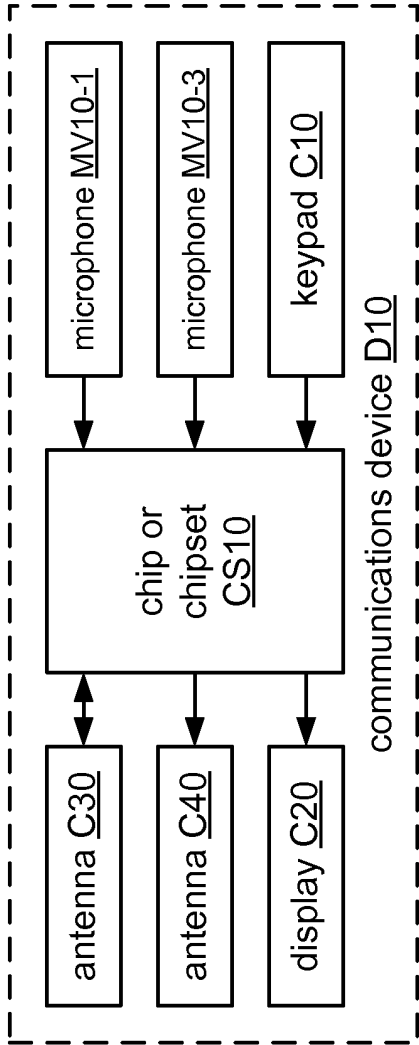 antenna C30
antenna C40
display C20
chip or
chipset
CS10
microphone MV10-1
microphone MV10-3
keypad C10
communications device D10